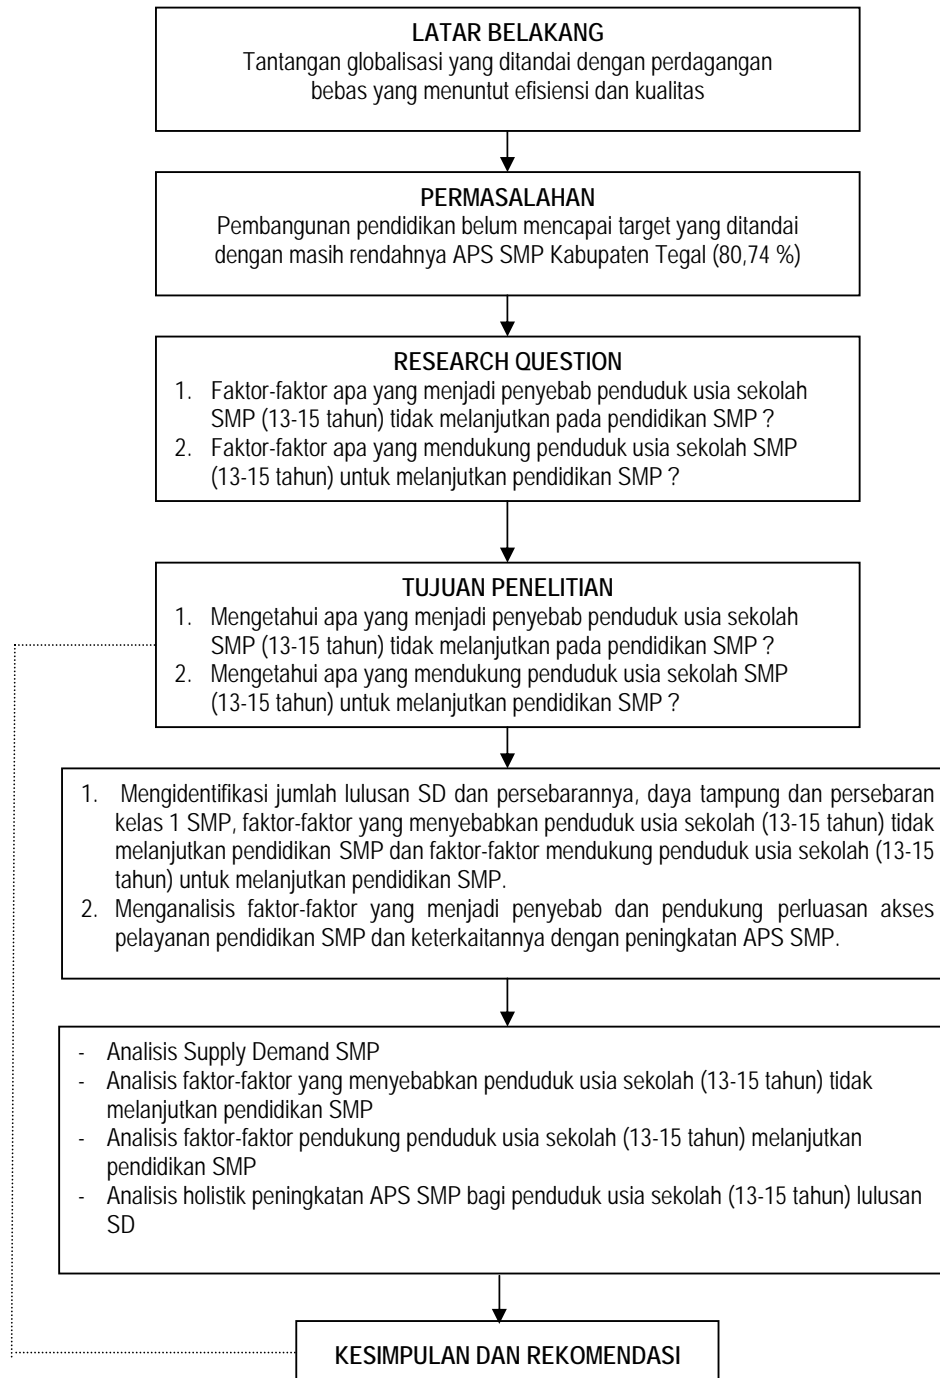 LATAR BELAKANG
Tantangan globalisasi yang ditandai dengan perdagangan
bebas yang menuntut efisiensi dan kualitas
PERMASALAHAN
Pembangunan pendidikan belum mencapai target yang ditandai
dengan masih rendahnya APS SMP Kabupaten Tegal (80,74 %)
RESEARCH QUESTION
1. Faktor-faktor apa yang menjadi penyebab penduduk usia sekolah
SMP (13-15 tahun) tidak melanjutkan pada pendidikan SMP ?
2. Faktor-faktor apa yang mendukung penduduk usia sekolah SMP
(13-15 tahun) untuk melanjutkan pendidikan SMP ?
TUJUAN PENELITIAN
1. Mengetahui apa yang menjadi penyebab penduduk usia sekolah
SMP (13-15 tahun) tidak melanjutkan pada pendidikan SMP ?
2. Mengetahui apa yang mendukung penduduk usia sekolah SMP
(13-15 tahun) untuk melanjutkan pendidikan SMP ?
1. Mengidentifikasi jumlah lulusan SD dan persebarannya, daya tampung dan persebaran
kelas 1 SMP, faktor-faktor yang menyebabkan penduduk usia sekolah (13-15 tahun) tidak
melanjutkan pendidikan SMP dan faktor-faktor mendukung penduduk usia sekolah (13-15
tahun) untuk melanjutkan pendidikan SMP.
2. Menganalisis faktor-faktor yang menjadi penyebab dan pendukung perluasan akses
pelayanan pendidikan SMP dan keterkaitannya dengan peningkatan APS SMP.
- Analisis Supply Demand SMP
- Analisis faktor-faktor yang menyebabkan penduduk usia sekolah (13-15 tahun) tidak
melanjutkan pendidikan SMP
- Analisis faktor-faktor pendukung penduduk usia sekolah (13-15 tahun) melanjutkan
pendidikan SMP
- Analisis holistik peningkatan APS SMP bagi penduduk usia sekolah (13-15 tahun) lulusan
SD
KESIMPULAN DAN REKOMENDASI